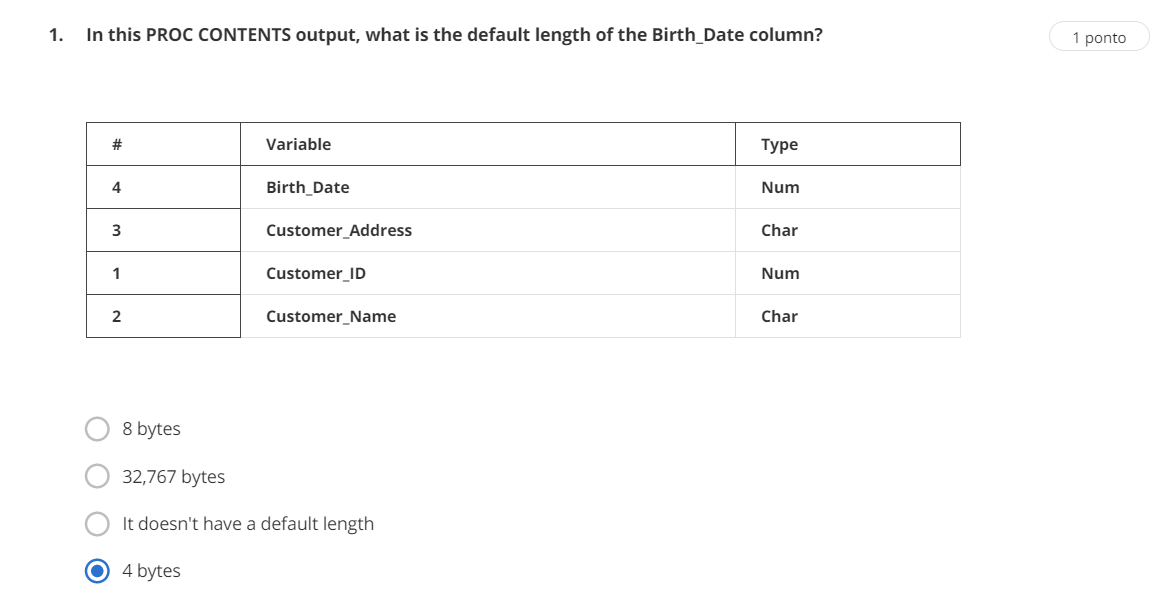 1. In this PROC CONTENTS output, what is the default length of the Birth_Date column?
1 ponto
# Variable Type
4 Birth_Date Num
3 Customer_Address Char
1 Customer_ID Num
2 Customer_Name Char
8 bytes
32,767 bytes
It doesn't have a default length
4 bytes